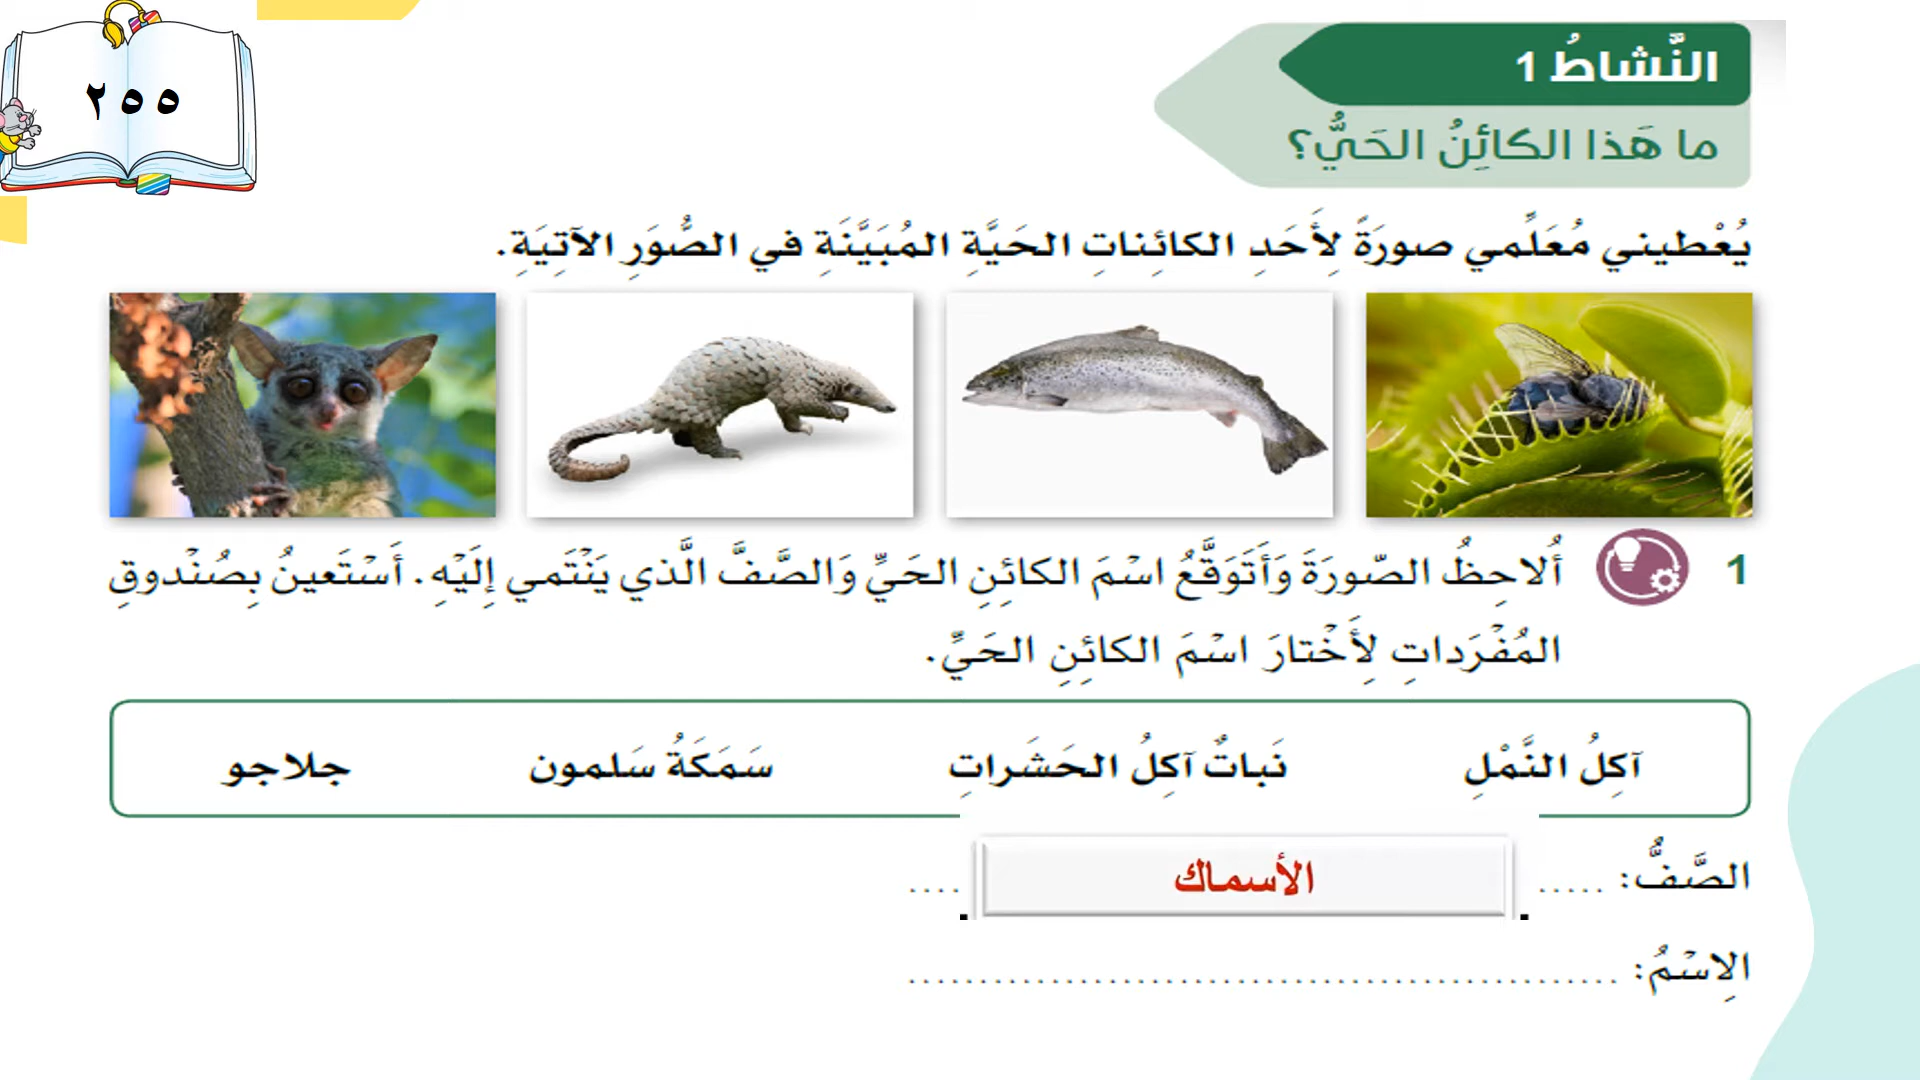 ٢٥٥
النَّشاطُ 1
ما هَذا الكائِنُ الحَيُّ؟
يُعْطيني مُعَلِّمي صورَةً لِأَحَدِ الكائِناتِ الحَيَّةِ المُبَيَّنَةِ في الصُّوَرِ الآتِيَةِ.
1 أُلاحِظُ الصّورَةَ وَأَتَوَقَّعُ اسْمَ الكائِنِ الحَيِّ وَالصَّفَّ الَّذي يَنْتَمي إِلَيْهِ. أَسْتَعينُ بِصُنْدوقِ
المُفْرَداتِ لِأَخْتارَ اسْمَ الكائِنِ الحَيِّ.
آكِلُ النَّمْلِ نَباتٌ آكِلُ الحَشَراتِ سَمَكَةُ سَلمون جلاجو
الصَّفُّ: ..... الأسماك ....
الِاسْمُ: ................................................